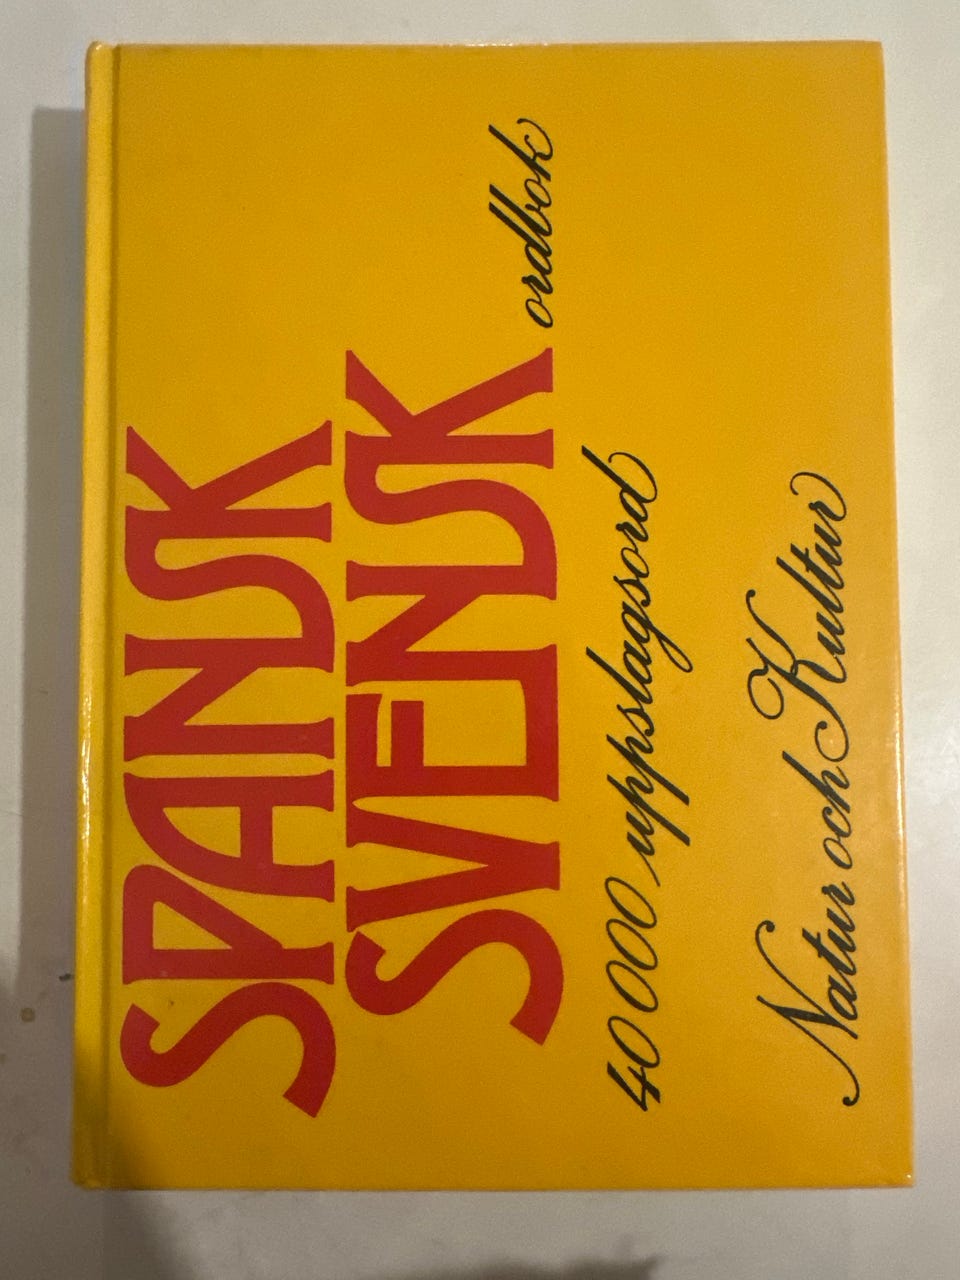 SPANSK
SVENSK ordbok
40 000 uppslagsord
Natur och Kultur